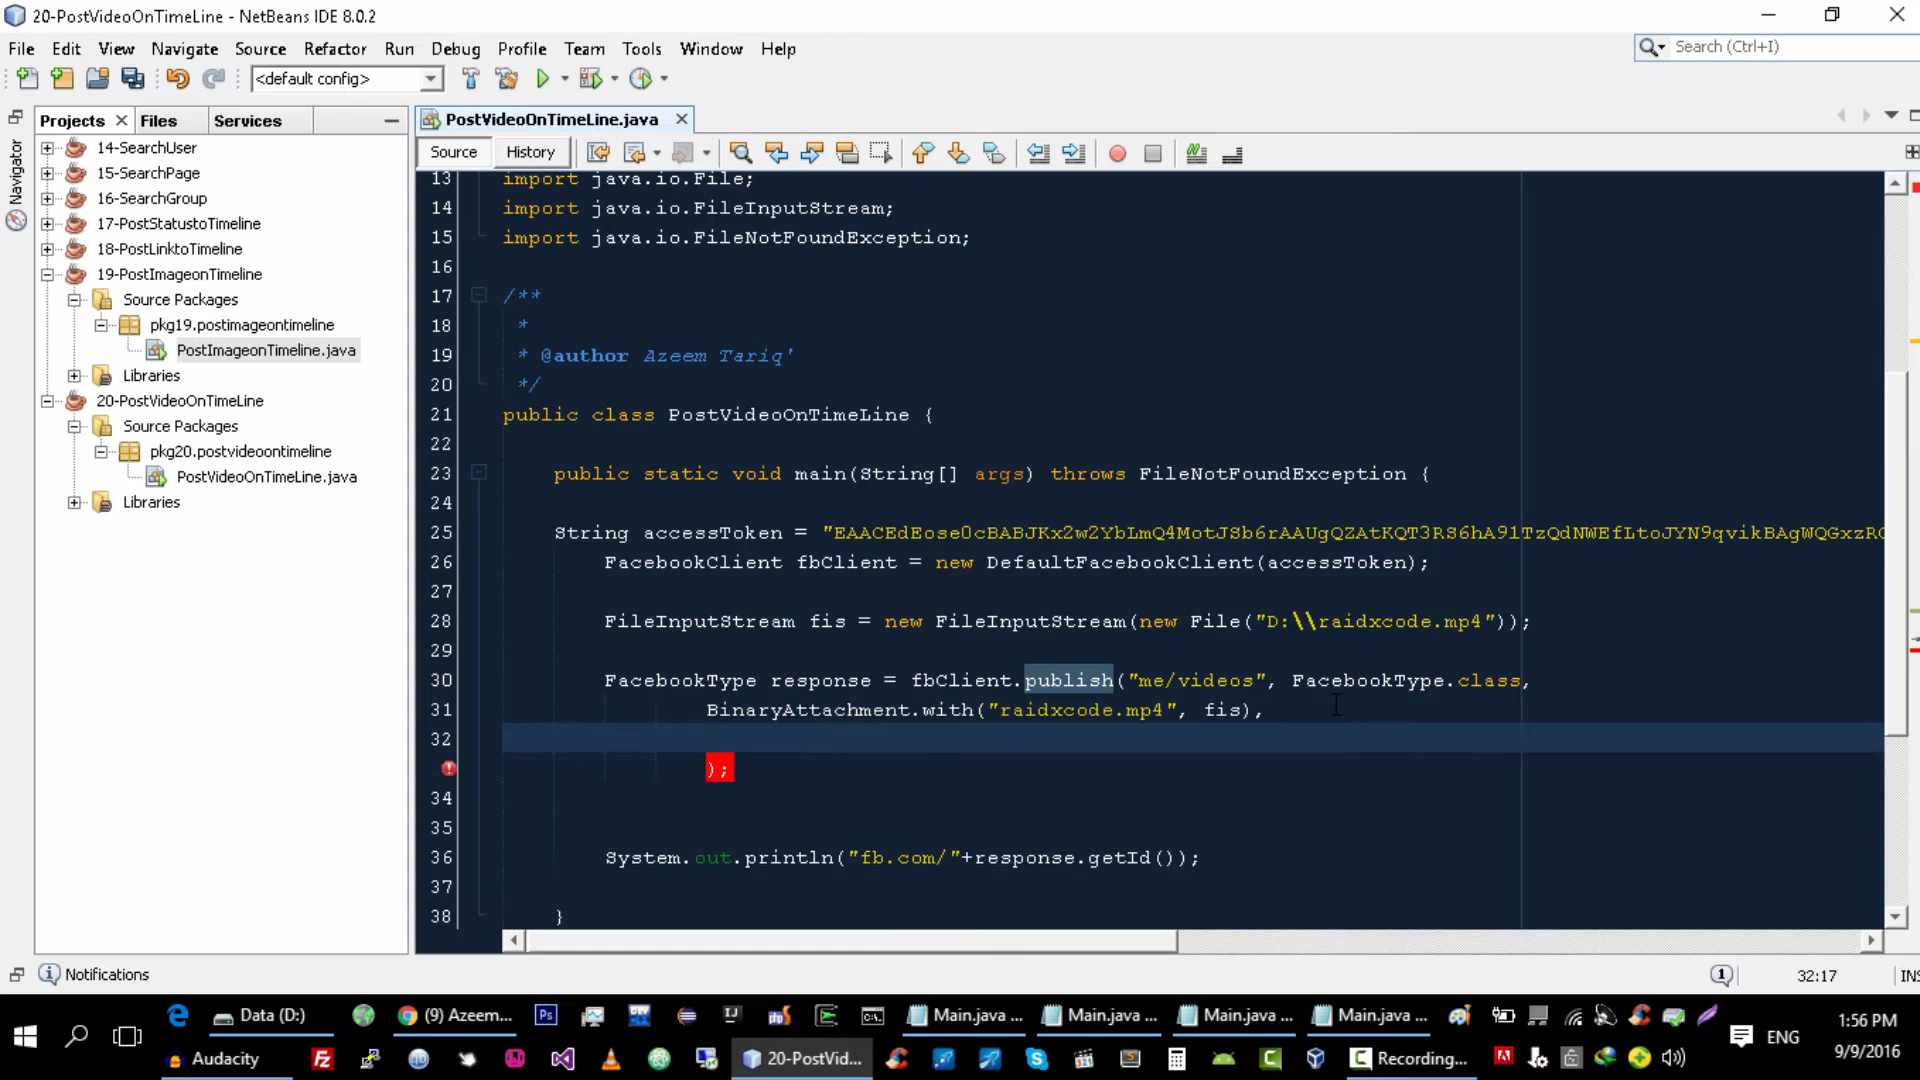 20-PostVideoOnTimeLine - NetBeans IDE 8.0.2
File Edit View Navigate Source Refactor Run Debug Profile Team Tools Window Help
Search (Ctrl+I)
<default config>
Projects Files Services
PostVideoOnTimeLine.java
Navigator
Source History
14-SearchUser
15-SearchPage
16-SearchGroup
17-PostStatustoTimeline
18-PostLinktoTimeline
19-PostImageonTimeline
Source Packages
pkg19.postimageontimeline
PostImageonTimeline.java
Libraries
20-PostVideoOnTimeLine
Source Packages
pkg20.postvideoontimeline
PostVideoOnTimeLine.java
Libraries
13 import java.io.File;
14 import java.io.FileInputStream;
15 import java.io.FileNotFoundException;
16
17 /**
18 *
19 * @author Azeem Tariq'
20 */
21 public class PostVideoOnTimeLine {
22
23 public static void main(String[] args) throws FileNotFoundException {
24
25 String accessToken =
26 FacebookClient fbClient = new DefaultFacebookClient(accessToken);
27
28 FileInputStream fis = new FileInputStream(new File("D:\\raidxcode.mp4"));
29
30 FacebookType response = fbClient.publish("me/videos", FacebookType.class,
31 BinaryAttachment.with("raidxcode.mp4", fis),
32
);
34
35
36 System.out.println("fb.com/"+response.getId());
37
38 }
Notifications
1
32:17
INS
Data (D:)
(9) Azeem...
Main.java ...
Main.java ...
Main.java ...
Main.java ...
1:56 PM
ENG
9/9/2016
Audacity
20-PostVid...
Recording...